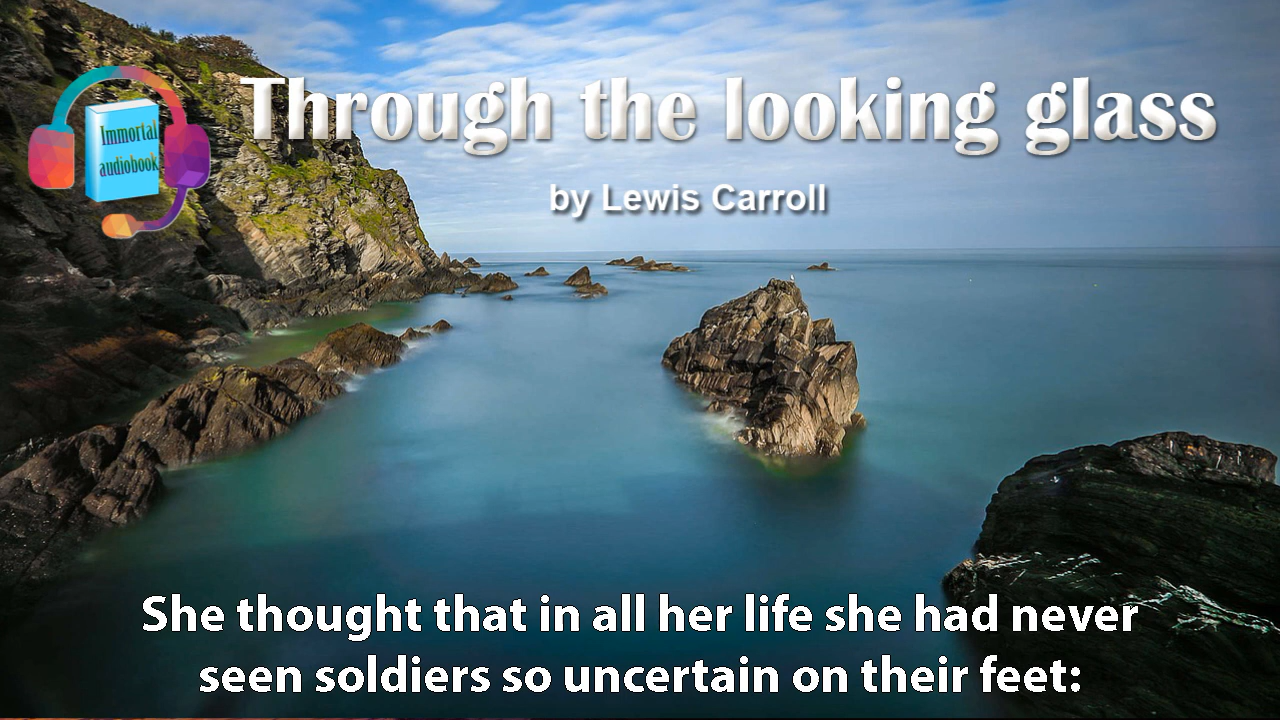 Through the looking glass
by Lewis Carroll
Immortal
audiobook
She thought that in all her life she had never
seen soldiers so uncertain on their feet: